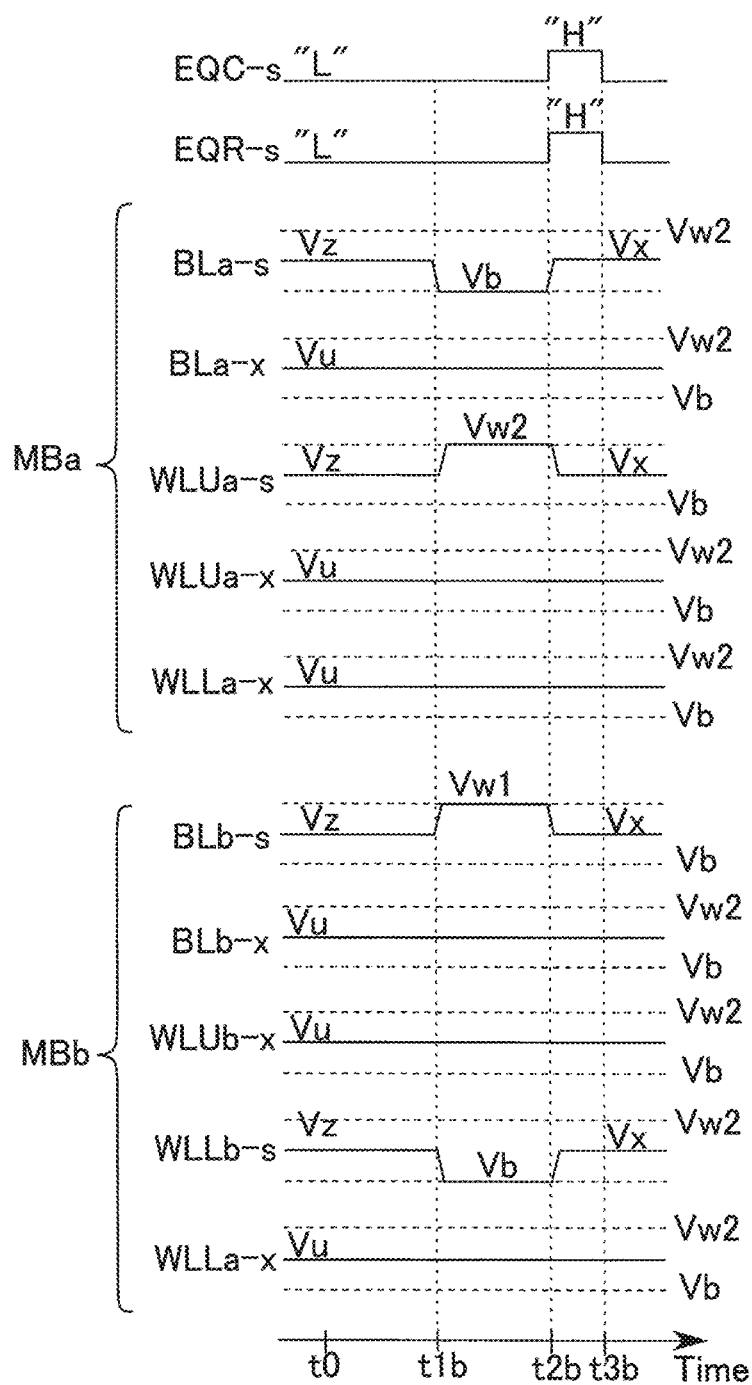 "H"
EQC-s "L"
"H"
EQR-s "L"
Vw2
BLa-s Vz Vb Vx
Vw2
BLa-x Vu
Vb
MBa
Vw2
WLUa-s Vz Vx
Vb
Vw2
WLUa-x Vu
Vb
Vw2
WLLa-x Vu
Vb
Vw1
BLb-s Vz Vx
Vb
Vw2
BLb-x Vu
Vb
Vw2
WLUb-x Vu
MBb
Vb
Vw2
WLLb-s Vz Vb Vx
Vw2
WLLa-x Vu
Vb
t0 t1b t2b t3b Time